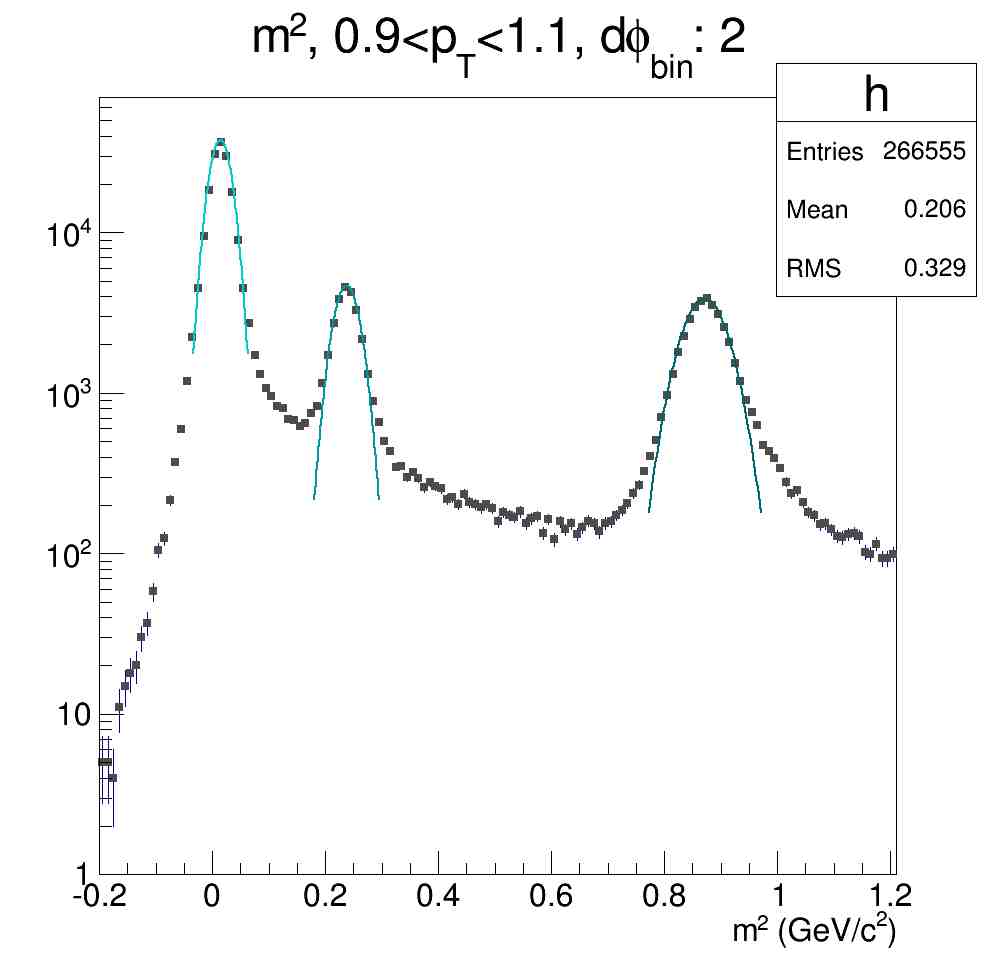 m², 0.9<p_T<1.1, dϕ_bin: 2
h
Entries 266555
Mean 0.206
RMS 0.329
10⁴
10³
10²
10
1
-0.2 0 0.2 0.4 0.6 0.8 1 1.2
m² (GeV/c²)